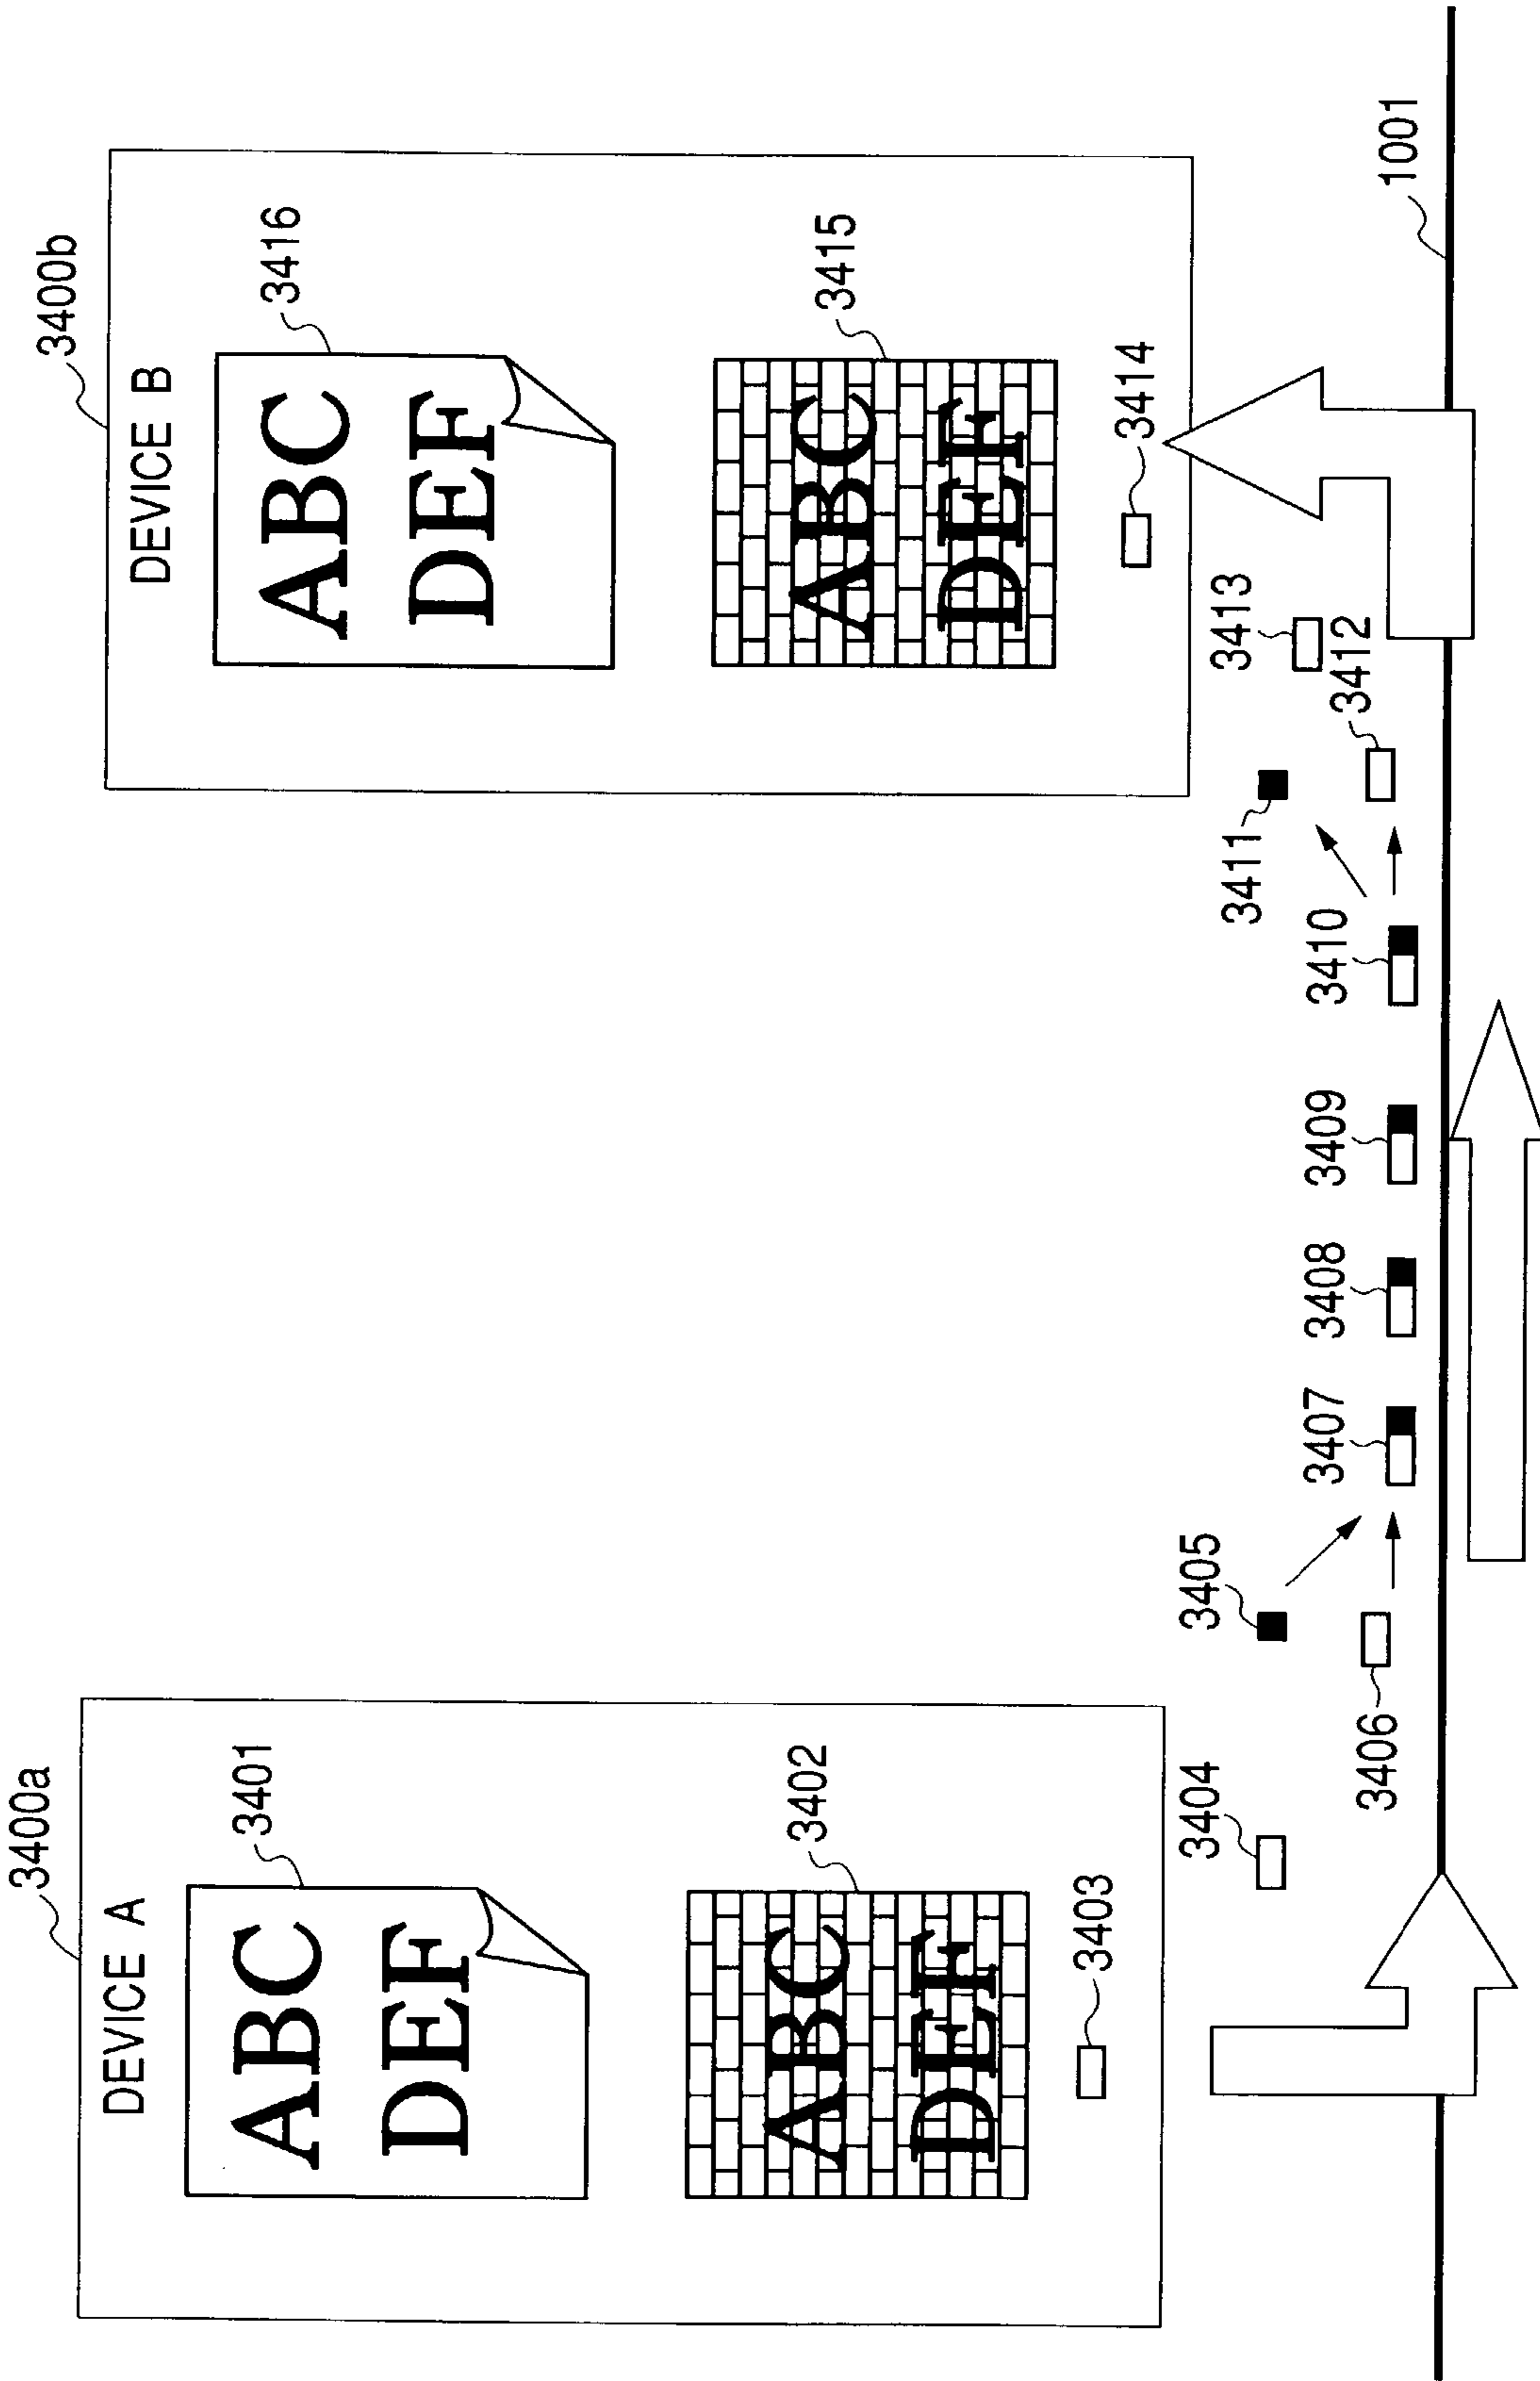 3400a
DEVICE A
3401
ABC
DEF
3402
ABC
DEF
3403
3404
3405
3406
3407
3408
3409
3410
3411
3412
3413
3400b
DEVICE B
3416
ABC
DEF
3415
ABC
DEF
3414
1001